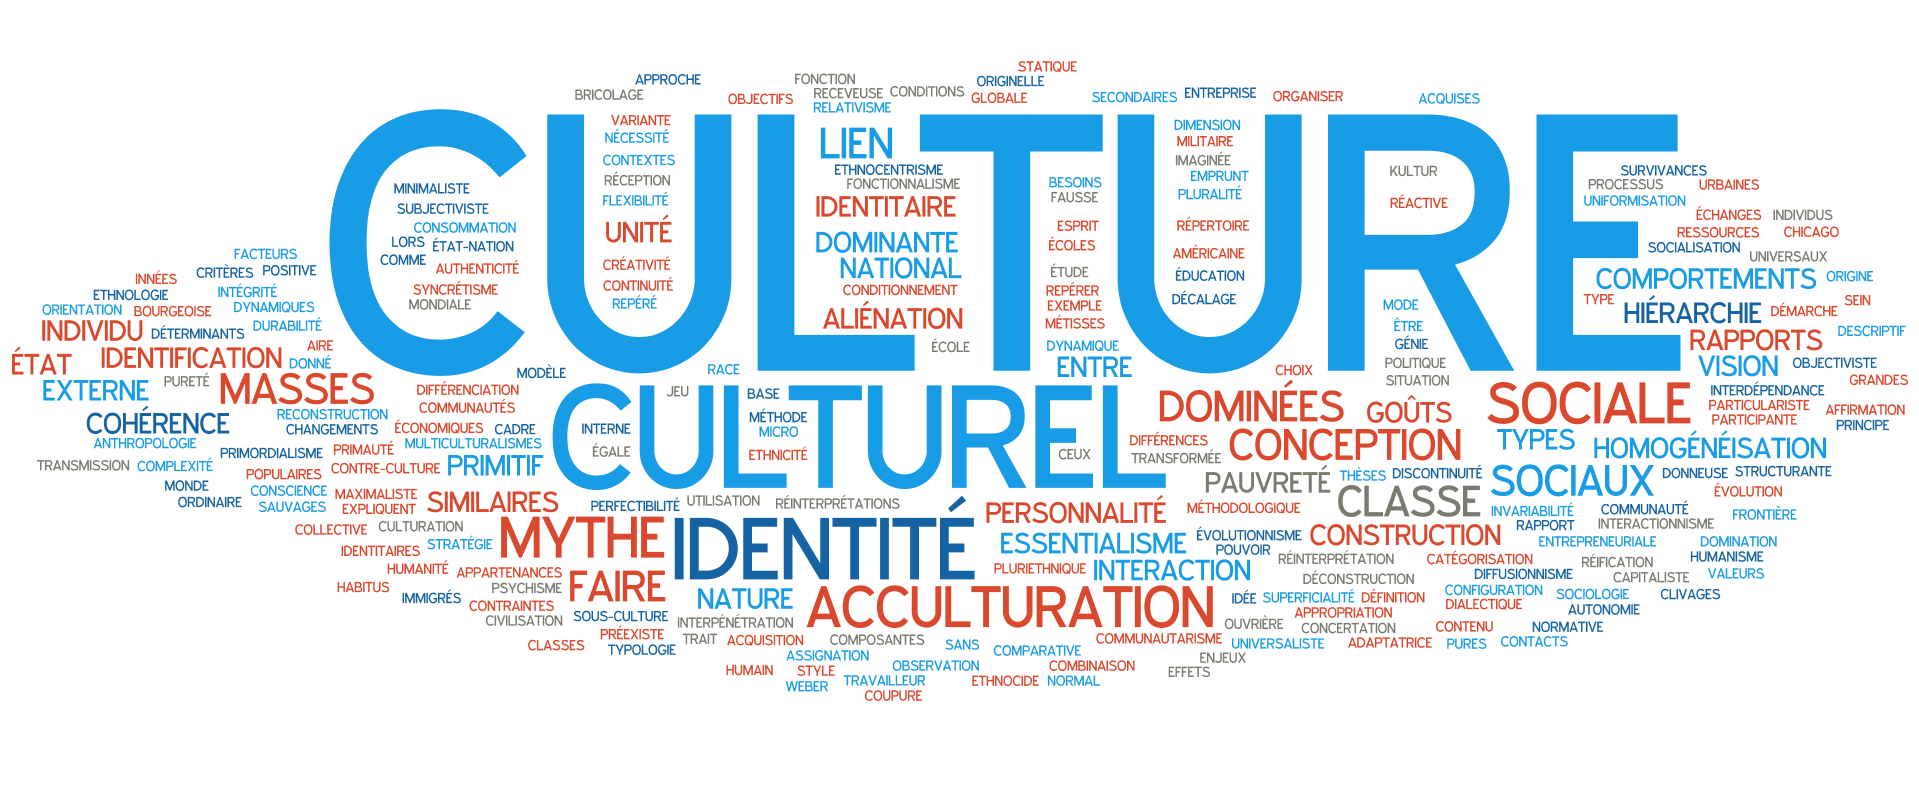 STATIQUE
APPROCHE
FONCTION
ORIGINELLE
BRICOLAGE
OBJECTIFS
RECEVEUSE
CONDITIONS
GLOBALE
SECONDAIRES
ENTREPRISE
ORGANISER
ACQUISES
RELATIVISME
CULTURE
VARIANTE
NÉCESSITÉ
CONTEXTES
RÉCEPTION
FLEXIBILITÉ
UNITÉ
CRÉATIVITÉ
CONTINUITÉ
REPÉRÉ
LIEN
ETHNOCENTRISME
FONCTIONNALISME
IDENTITAIRE
DOMINANTE
NATIONAL
CONDITIONNEMENT
ALIÉNATION
ÉCOLE
BESOINS
FAUSSE
ESPRIT
ÉCOLES
ÉTUDE
REPÉRER
EXEMPLE
MÉTISSES
DYNAMIQUE
ENTRE
DIMENSION
MILITAIRE
IMAGINÉE
EMPRUNT
PLURALITÉ
RÉPERTOIRE
AMÉRICAINE
ÉDUCATION
DÉCALAGE
KULTUR
RÉACTIVE
MODE
ÊTRE
GÉNIE
POLITIQUE
SITUATION
CHOIX
MINIMALISTE
SUBJECTIVISTE
CONSOMMATION
LORS
ÉTAT-NATION
COMME
AUTHENTICITÉ
SYNCRÉTISME
MONDIALE
SURVIVANCES
PROCESSUS
URBAINES
UNIFORMISATION
ÉCHANGES
INDIVIDUS
RESSOURCES
CHICAGO
SOCIALISATION
UNIVERSAUX
COMPORTEMENTS
ORIGINE
TYPE
HIÉRARCHIE
DÉMARCHE
SEIN
RAPPORTS
DESCRIPTIF
VISION
OBJECTIVISTE
GRANDES
INTERDÉPENDANCE
PARTICULARISTE
AFFIRMATION
PARTICIPANTE
PRINCIPE
FACTEURS
CRITÈRES
POSITIVE
INNÉES
ETHNOLOGIE
INTÉGRITÉ
ORIENTATION
BOURGEOISE
DYNAMIQUES
INDIVIDU
DÉTERMINANTS
DURABILITÉ
AIRE
ÉTAT
IDENTIFICATION
DONNÉ
EXTERNE
PURETÉ
MASSES
MODÈLE
DIFFÉRENCIATION
COMMUNAUTÉS
COHÉRENCE
RECONSTRUCTION
CHANGEMENTS
ÉCONOMIQUES
CADRE
ANTHROPOLOGIE
MULTICULTURALISMES
PRIMORDIALISME
PRIMAUTÉ
TRANSMISSION
COMPLEXITÉ
POPULAIRES
CONTRE-CULTURE
PRIMITIF
MONDE
CONSCIENCE
ORDINAIRE
SAUVAGES
MAXIMALISTE
EXPLIQUENT
SIMILAIRES
RACE
JEU
BASE
CULTUREL
INTERNE
ÉGALE
MÉTHODE
MICRO
ETHNICITÉ
CEUX
DOMINÉES
GOÛTS
SOCIALE
DIFFÉRENCES
TRANSFORMÉE
CONCEPTION
TYPES
HOMOGÉNÉISATION
PAUVRETÉ
THÈSES
DISCONTINUITÉ
SOCIAUX
DONNEUSE
STRUCTURANTE
CLASSE
ÉVOLUTION
PERFECTIBILITÉ
UTILISATION
RÉINTERPRÉTATIONS
PERSONNALITÉ
MÉTHODOLOGIQUE
INVARIABILITÉ
COMMUNAUTÉ
FRONTIÈRE
RAPPORT
INTERACTIONNISME
COLLECTIVE
CULTURATION
MYTHE
IDENTITÉ
ESSENTIALISME
ÉVOLUTIONNISME
CONSTRUCTION
ENTREPRENEURIALE
DOMINATION
IDENTITAIRES
STRATÉGIE
POUVOIR
RÉINTERPRÉTATION
CATÉGORISATION
RÉIFICATION
HUMANISME
HUMANITÉ
APPARTENANCES
PLURIETHNIQUE
INTERACTION
DÉCONSTRUCTION
DIFFUSIONNISME
CAPITALISTE
VALEURS
HABITUS
PSYCHISME
FAIRE
CONFIGURATION
SOCIOLOGIE
CLIVAGES
IMMIGRÉS
CONTRAINTES
NATURE
ACCULTURATION
IDÉE
SUPERFICIALITÉ
DÉFINITION
DIALECTIQUE
AUTONOMIE
CIVILISATION
SOUS-CULTURE
INTERPÉNÉTRATION
OUVRIÈRE
APPROPRIATION
CONCERTATION
CONTENU
NORMATIVE
CLASSES
PRÉEXISTE
TYPOLOGIE
TRAIT
ACQUISITION
COMPOSANTES
SANS
COMMUNAUTARISME
UNIVERSALISTE
ADAPTATRICE
PURES
CONTACTS
ASSIGNATION
COMPARATIVE
ENJEUX
HUMAIN
STYLE
OBSERVATION
COMBINAISON
EFFETS
WEBER
TRAVAILLEUR
ETHNOCIDE
NORMAL
COUPURE